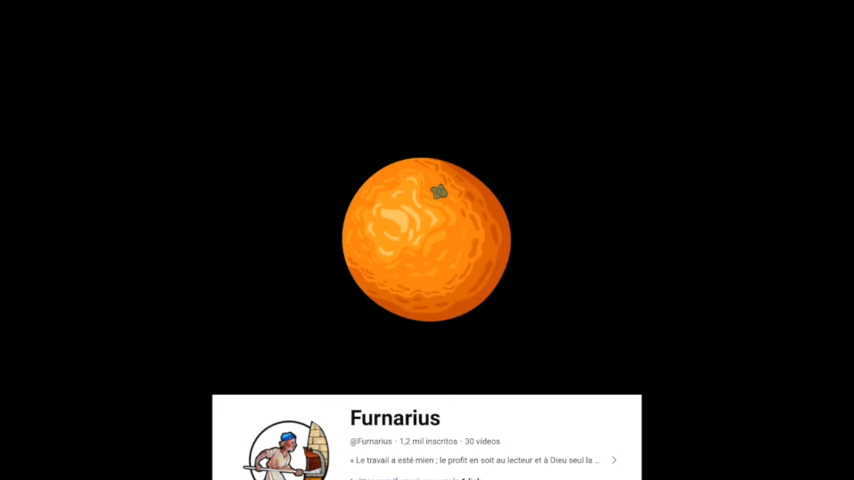 Furnarius
@Furnarius · 1,2 mil inscritos · 30 videos
« Le travail a esté mien ; le profit en soit au lecteur et à Dieu seul la ...